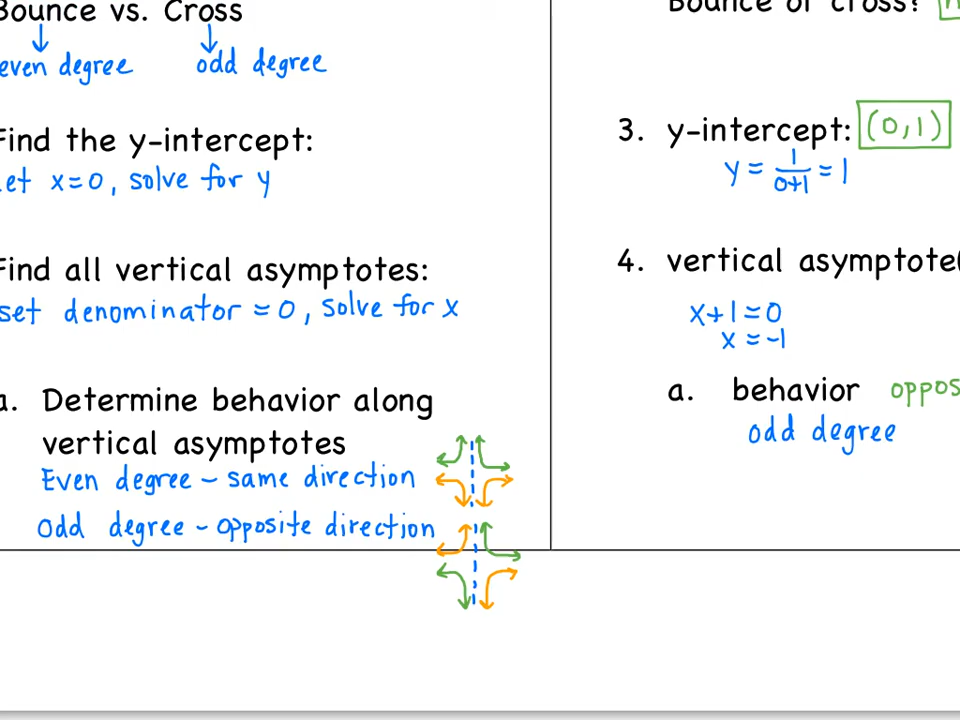 Bounce vs. Cross
even degree odd degree
Find the y-intercept:
Let x=0, solve for y
Find all vertical asymptotes:
set denominator = 0, solve for x
a. Determine behavior along
vertical asymptotes
Even degree - same direction
Odd degree - opposite direction
Bounce or cross?
3. y-intercept: (0,1)
y = 1/(0+1) = 1
4. vertical asymptote(
x+1=0
x = -1
a. behavior oppos
odd degree